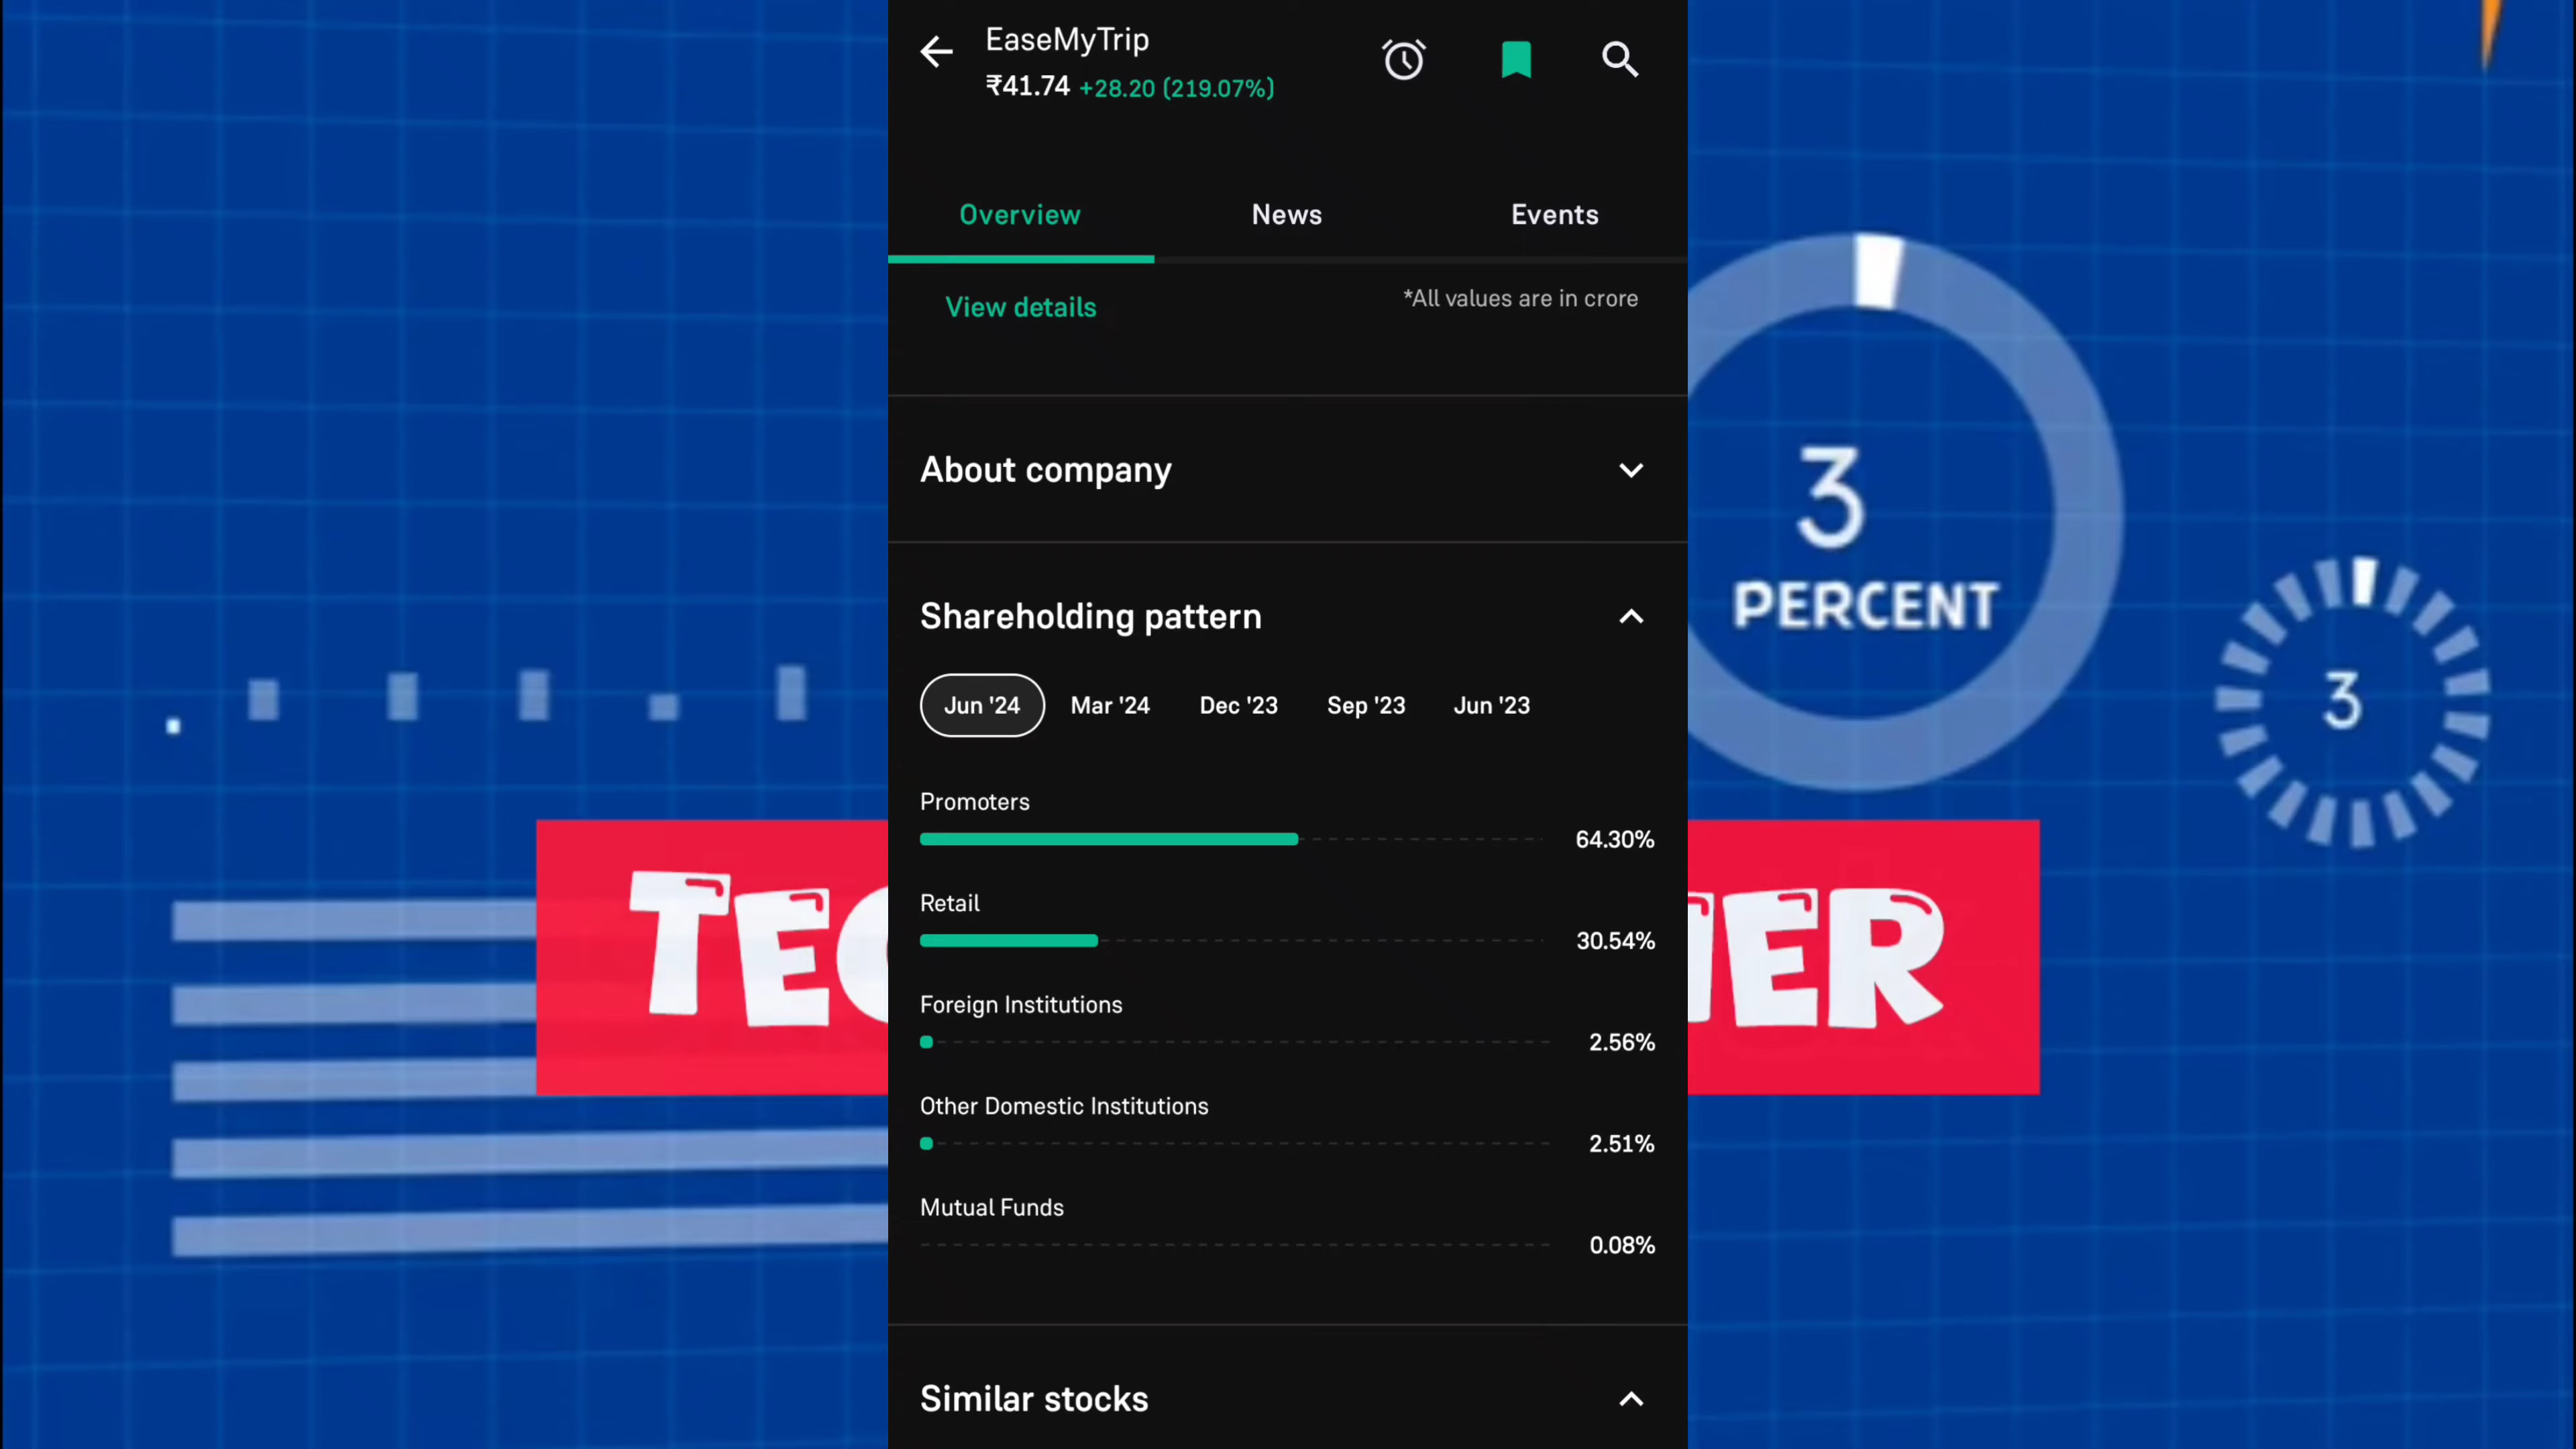 EaseMyTrip
₹41.74 +28.20 (219.07%)
Overview
News
Events
View details
*All values are in crore
About company
Shareholding pattern
Jun '24
Mar '24
Dec '23
Sep '23
Jun '23
Promoters
64.30%
Retail
30.54%
Foreign Institutions
2.56%
Other Domestic Institutions
2.51%
Mutual Funds
0.08%
Similar stocks
3
PERCENT
3